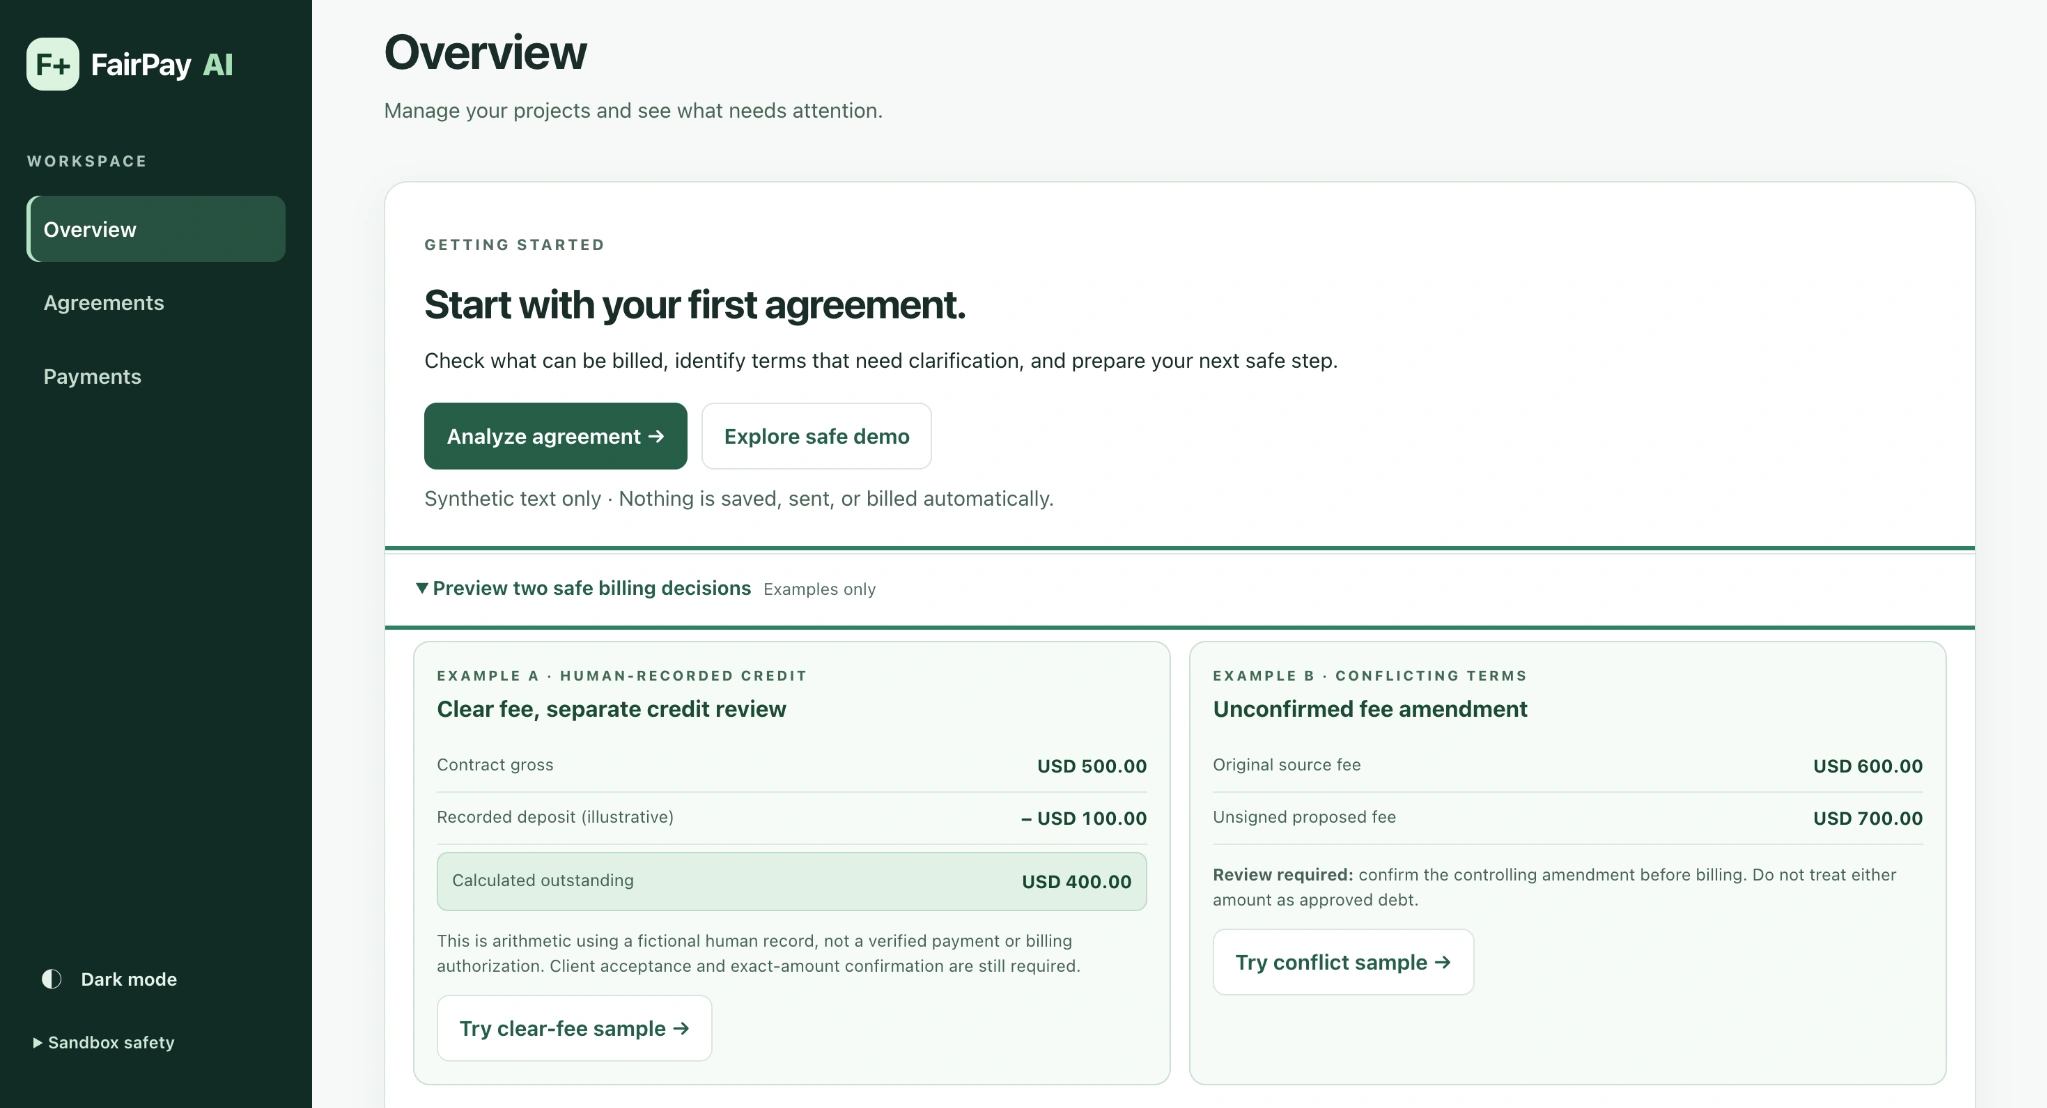 F+ FairPay AI
WORKSPACE
Overview
Agreements
Payments
Dark mode
Sandbox safety
Overview
Manage your projects and see what needs attention.
GETTING STARTED
Start with your first agreement.
Check what can be billed, identify terms that need clarification, and prepare your next safe step.
Analyze agreement →
Explore safe demo
Synthetic text only · Nothing is saved, sent, or billed automatically.
Preview two safe billing decisions Examples only
EXAMPLE A · HUMAN-RECORDED CREDIT
Clear fee, separate credit review
Contract gross USD 500.00
Recorded deposit (illustrative) – USD 100.00
Calculated outstanding USD 400.00
This is arithmetic using a fictional human record, not a verified payment or billing
authorization. Client acceptance and exact-amount confirmation are still required.
Try clear-fee sample →
EXAMPLE B · CONFLICTING TERMS
Unconfirmed fee amendment
Original source fee USD 600.00
Unsigned proposed fee USD 700.00
Review required: confirm the controlling amendment before billing. Do not treat either
amount as approved debt.
Try conflict sample →